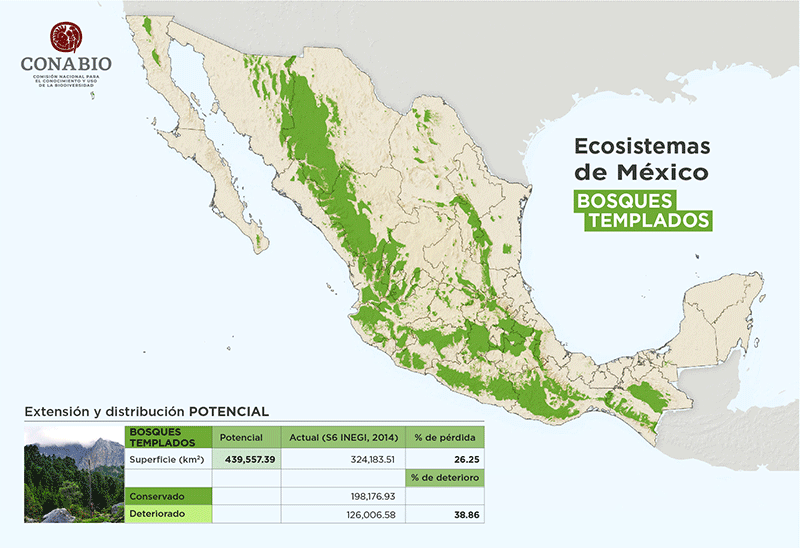 CONABIO
COMISIÓN NACIONAL PARA
EL CONOCIMIENTO Y USO
DE LA BIODIVERSIDAD
Ecosistemas
de México
BOSQUES
TEMPLADOS
Extensión y distribución POTENCIAL
BOSQUES
TEMPLADOS
Potencial
Actual (S6 INEGI, 2014)
% de pérdida
Superficie (km²)
439,557.39
324,183.51
26.25
% de deterioro
Conservado
198,176.93
Deteriorado
126,006.58
38.86